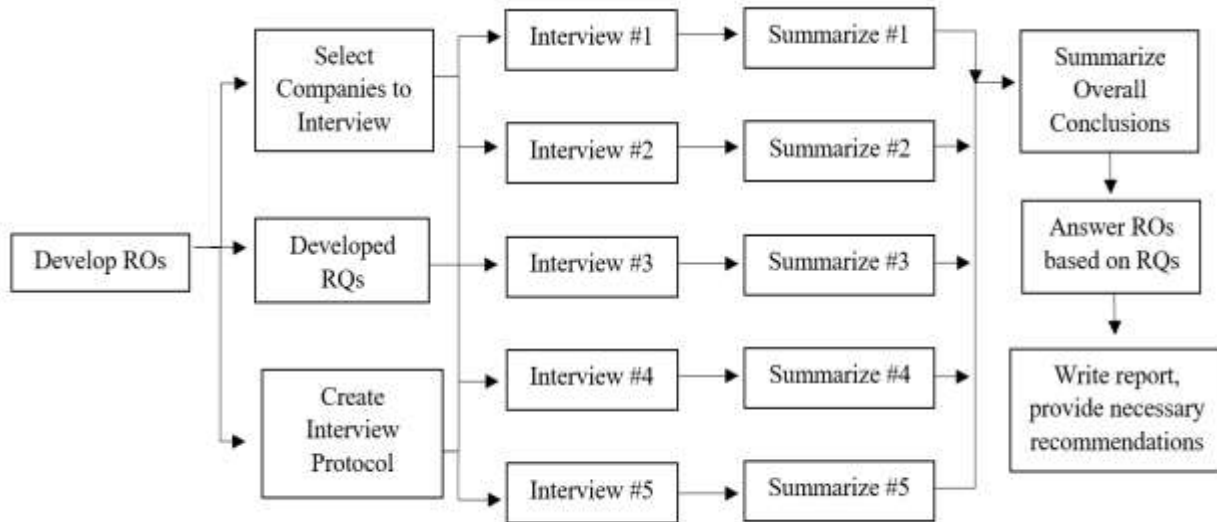 Develop ROs
Select
Companies to
Interview
Developed
RQs
Create
Interview
Protocol
Interview #1
Interview #2
Interview #3
Interview #4
Interview #5
Summarize #1
Summarize #2
Summarize #3
Summarize #4
Summarize #5
Summarize
Overall
Conclusions
Answer ROs
based on RQs
Write report,
provide necessary
recommendations